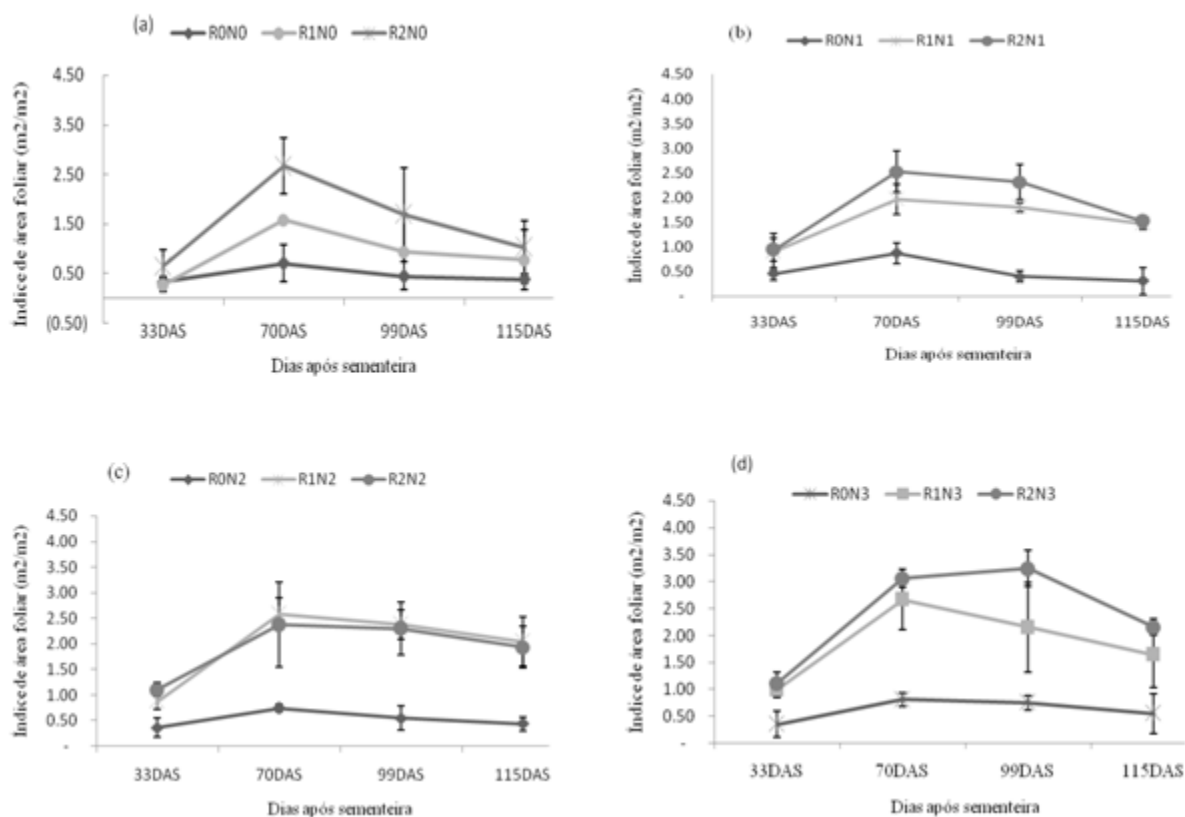 (a)
R0N0 R1N0 R2N0
4.50
3.50
2.50
1.50
0.50
(0.50)
Índice de área foliar (m2/m2)
33DAS 70DAS 99DAS 115DAS
Dias após sementeira
(b)
R0N1 R1N1 R2N1
4.50
4.00
3.50
3.00
2.50
2.00
1.50
1.00
0.50
-
Índice de área foliar (m2/m2)
33DAS 70DAS 99DAS 115DAS
Dias após sementeira
(c)
R0N2 R1N2 R2N2
4.50
4.00
3.50
3.00
2.50
2.00
1.50
1.00
0.50
-
Índice de área foliar (m2/m2)
33DAS 70DAS 99DAS 115DAS
Dias após sementeira
(d)
R0N3 R1N3 R2N3
4.50
4.00
3.50
3.00
2.50
2.00
1.50
1.00
0.50
-
Índice de área foliar (m2/m2)
33DAS 70DAS 99DAS 115DAS
Dias após sementeira